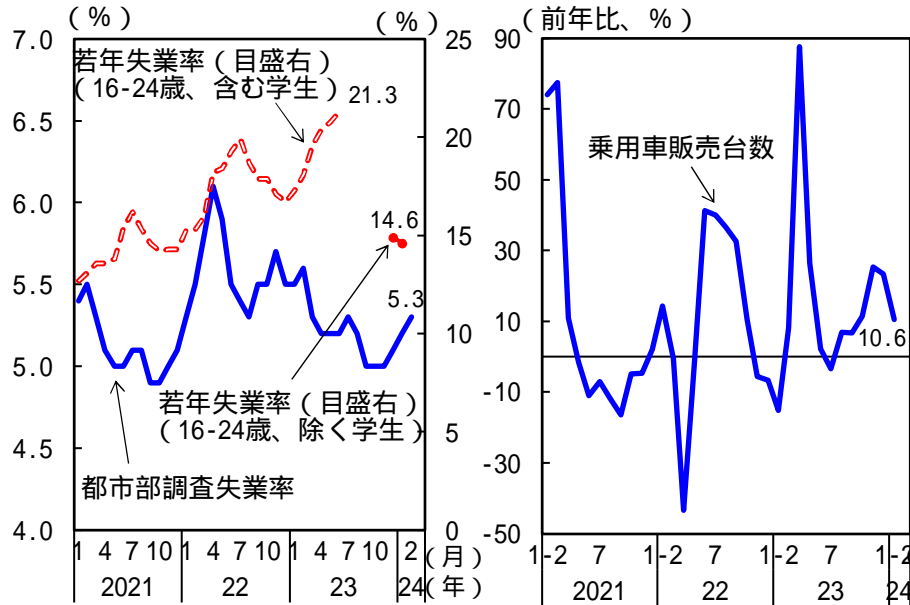 (%)
(%)
7.0
6.5
6.0
5.5
5.0
4.5
4.0
25
20
15
10
5
0
若年失業率(目盛右)
(16-24歳、含む学生)
21.3
14.6
5.3
若年失業率(目盛右)
(16-24歳、除く学生)
都市部調査失業率
1 4 7 10 1 4 7 10 1 4 7 10 2 (月)
2021 22 23 24 (年)
(前年比、%)
90
70
50
30
10
-10
-30
-50
乗用車販売台数
10.6
1-2 7 1-2 7 1-2 7 1-2
2021 22 23 24